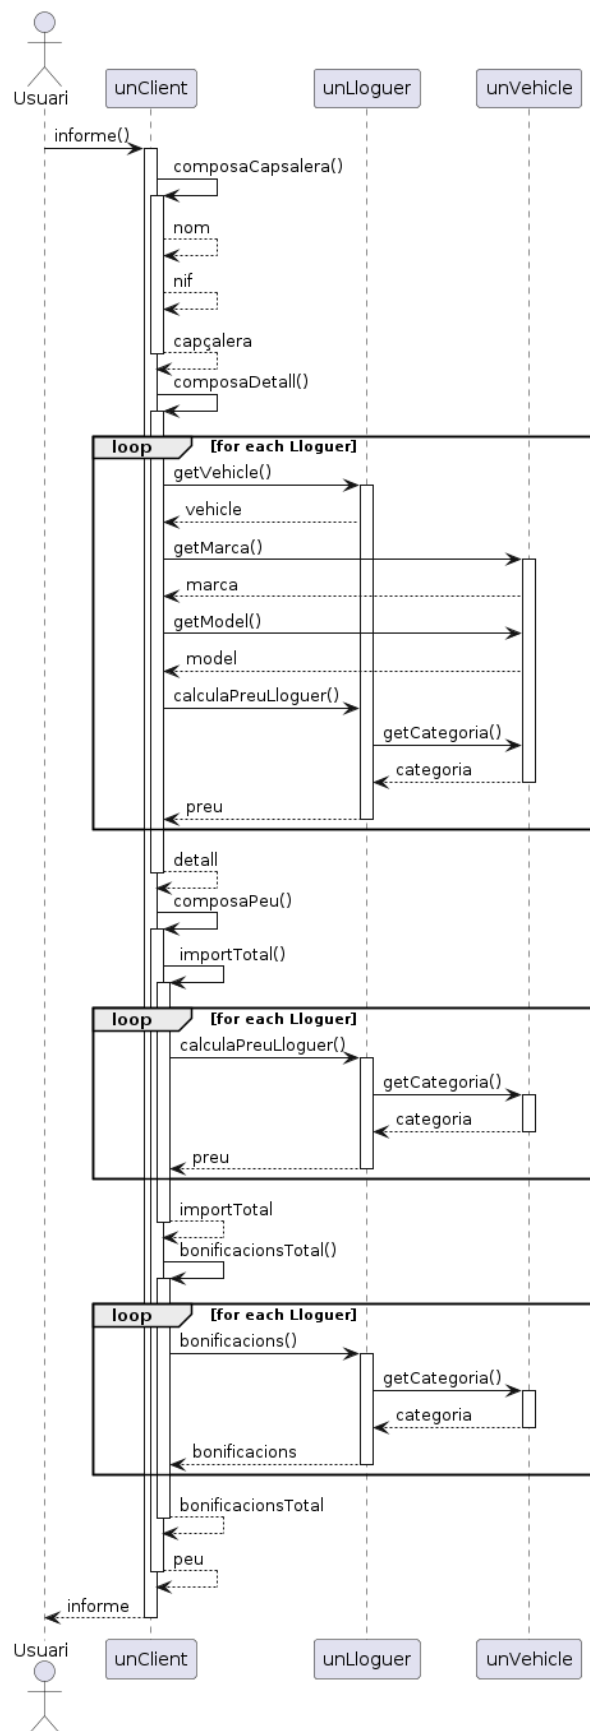 Usuari
unClient
unLloguer
unVehicle
informe()
composaCapsalera()
nom
nif
capçalera
composaDetall()
loop [for each Lloguer]
getVehicle()
vehicle
getMarca()
marca
getModel()
model
calculaPreuLloguer()
getCategoria()
categoria
preu
detall
composaPeu()
importTotal()
loop [for each Lloguer]
calculaPreuLloguer()
getCategoria()
categoria
preu
importTotal
bonificacionsTotal()
loop [for each Lloguer]
bonificacions()
getCategoria()
categoria
bonificacions
bonificacionsTotal
peu
informe
Usuari
unClient
unLloguer
unVehicle